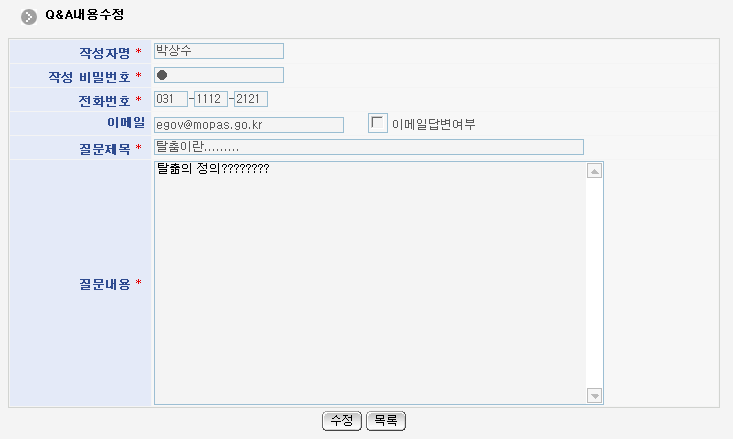 Q&A내용수정
작성자명 * 박상수
작성 비밀번호 * ●
전화번호 * 031 - 1112 - 2121
이메일 egov@mopas.go.kr 이메일답변여부
질문제목 * 탈춤이란.........
탈춤의 정의????????
질문내용 *
수정 목록